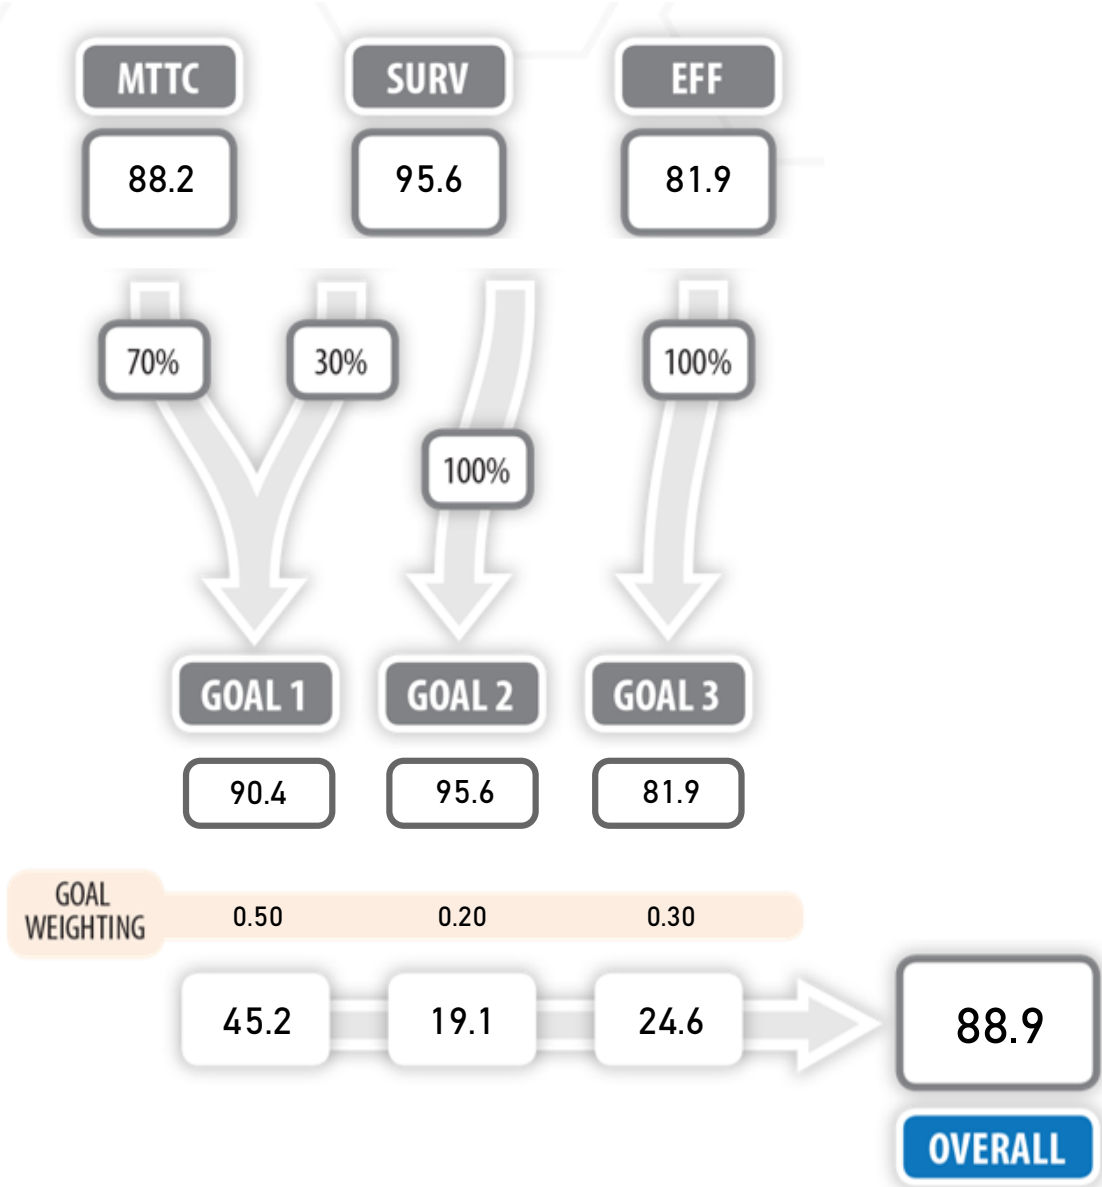 MTTC SURV EFF
88.2 95.6 81.9
70% 30% 100%
100%
GOAL 1 GOAL 2 GOAL 3
90.4 95.6 81.9
GOAL
WEIGHTING
0.50 0.20 0.30
45.2 19.1 24.6
88.9
OVERALL